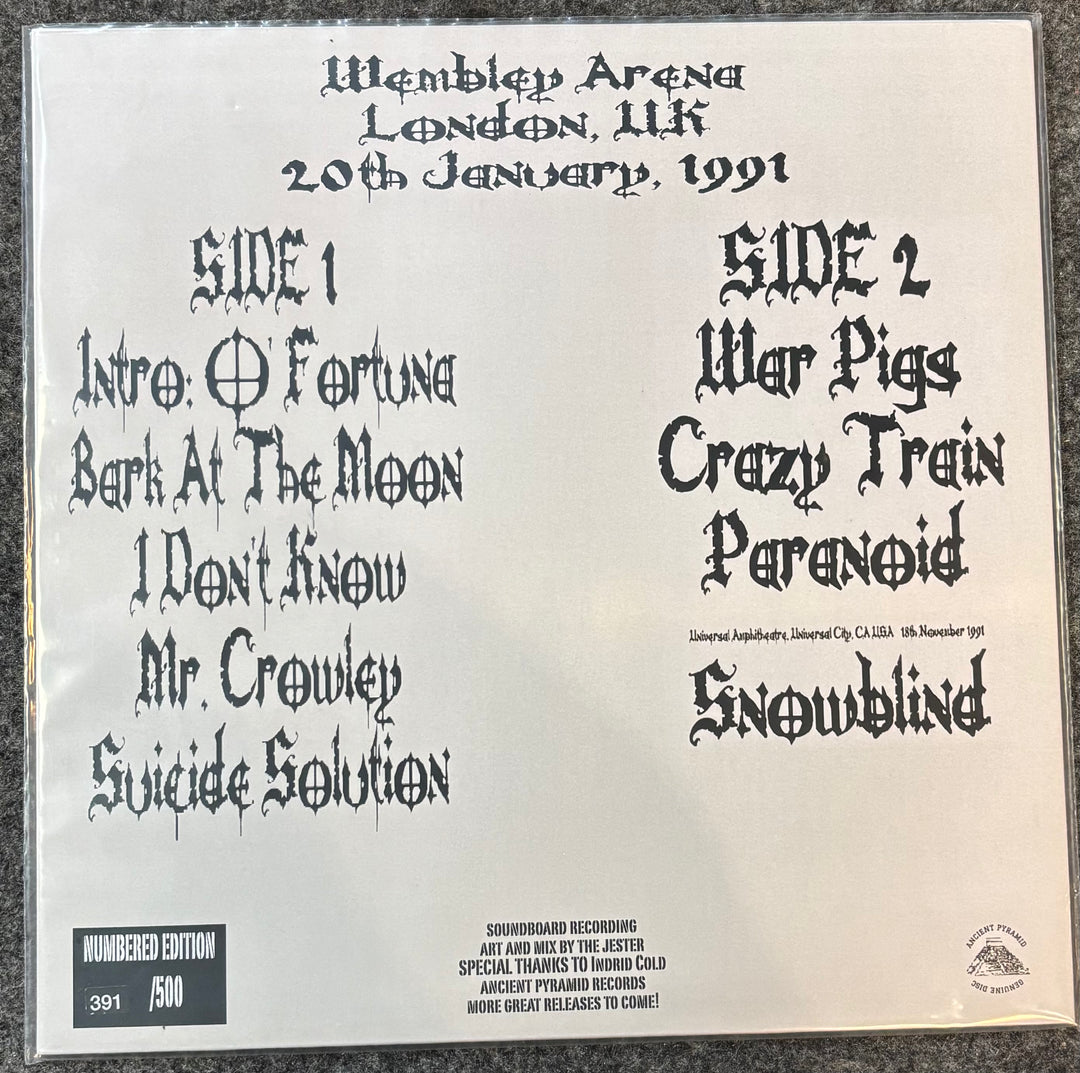 Wembley Arena
London, UK
20th January, 1991
SIDE 1
Intro: O' Fortuna
Bark At The Moon
I Don't Know
Mr. Crowley
Suicide Solution
SIDE 2
War Pigs
Crazy Train
Paranoid
Universal Amphitheatre, Universal City, CA USA 18th November 1991
Snowblind
NUMBERED EDITION
391 /500
SOUNDBOARD RECORDING
ART AND MIX BY THE JESTER
SPECIAL THANKS TO INDRID COLD
ANCIENT PYRAMID RECORDS
MORE GREAT RELEASES TO COME!
ANCIENT PYRAMID
GENUINE DISC